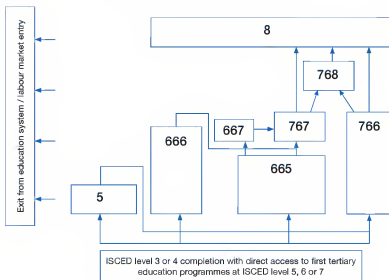 Exit from education system / labour market entry
8
768
667
767
766
666
665
5
ISCED level 3 or 4 completion with direct access to first tertiary
education programmes at ISCED level 5, 6 or 7